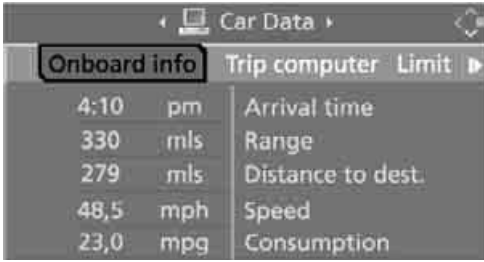 Car Data
Onboard info Trip computer Limit
4:10 pm Arrival time
330 mls Range
279 mls Distance to dest.
48,5 mph Speed
23,0 mpg Consumption